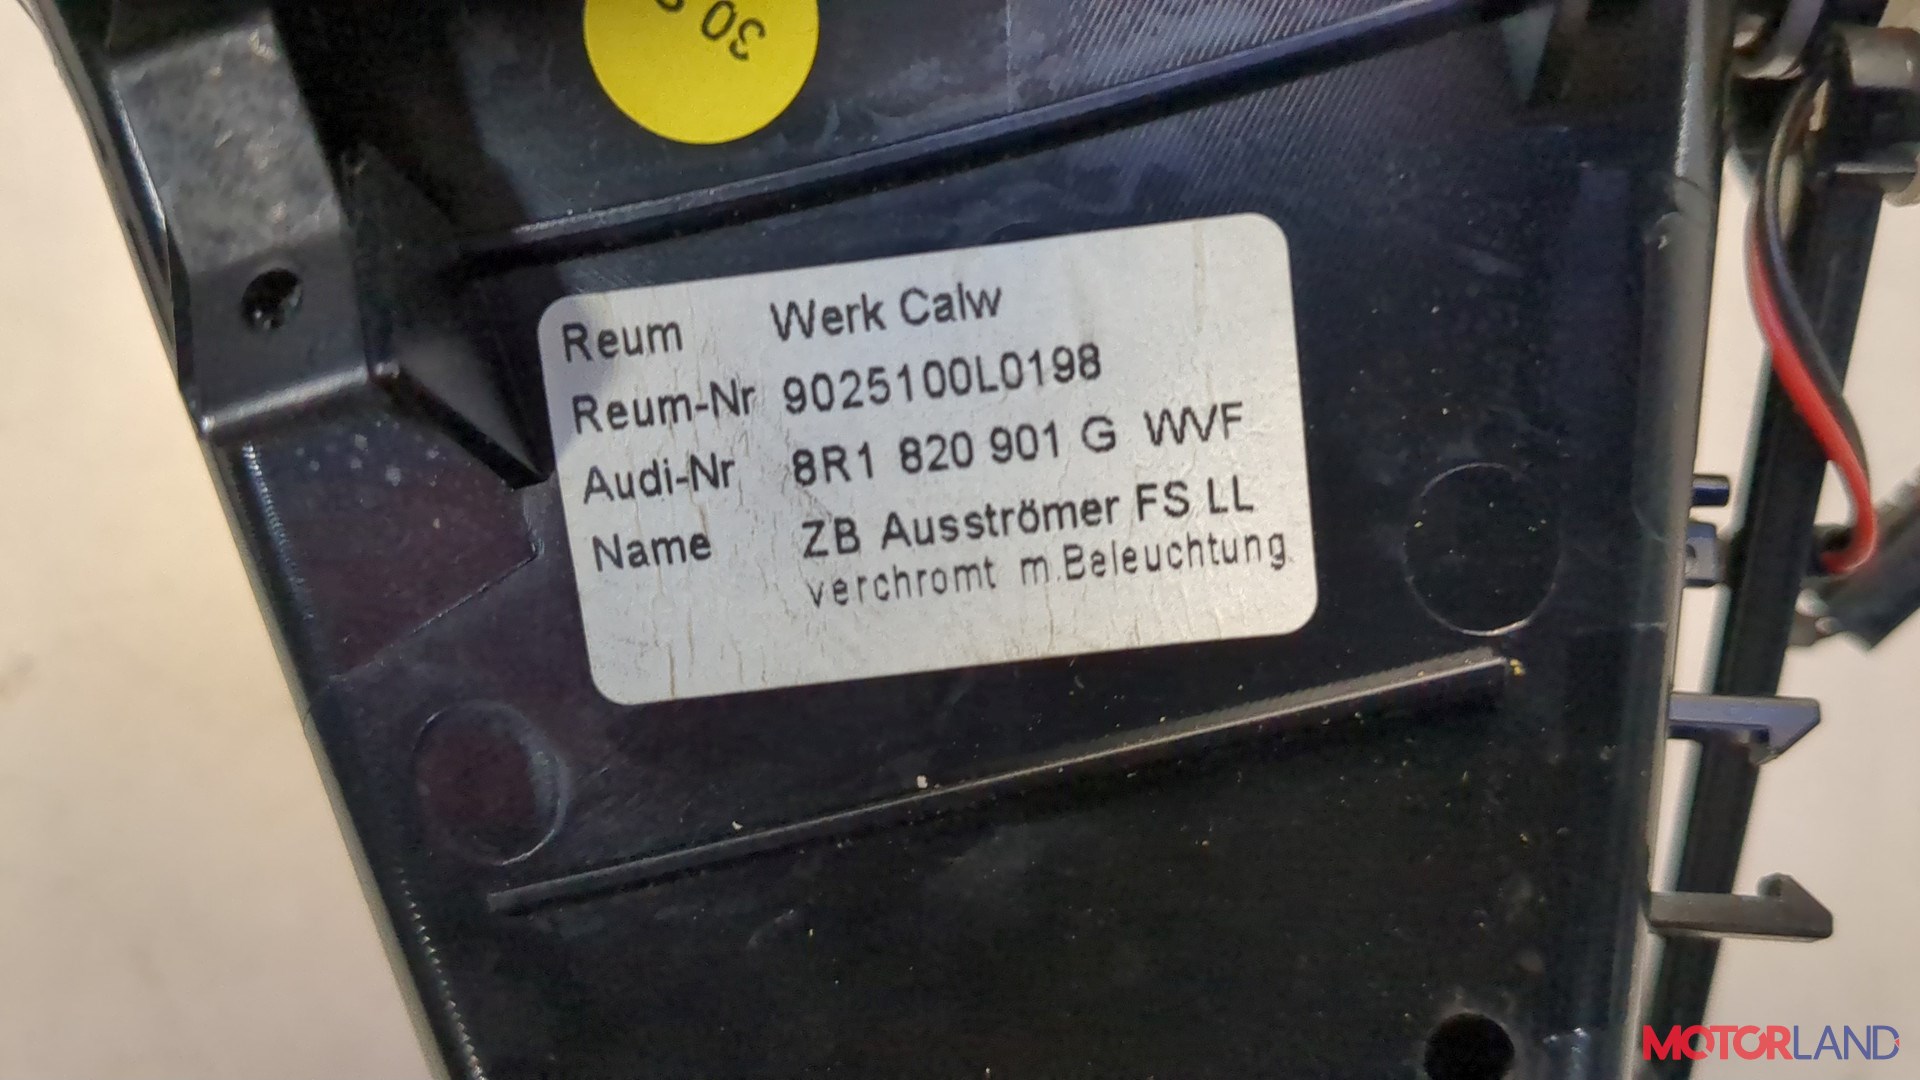 30
Reum Werk Calw
Reum-Nr 9025100L0198
Audi-Nr 8R1 820 901 G WVF
Name ZB Ausströmer FS LL
verchromt m.Beleuchtung.
MOTORLAND